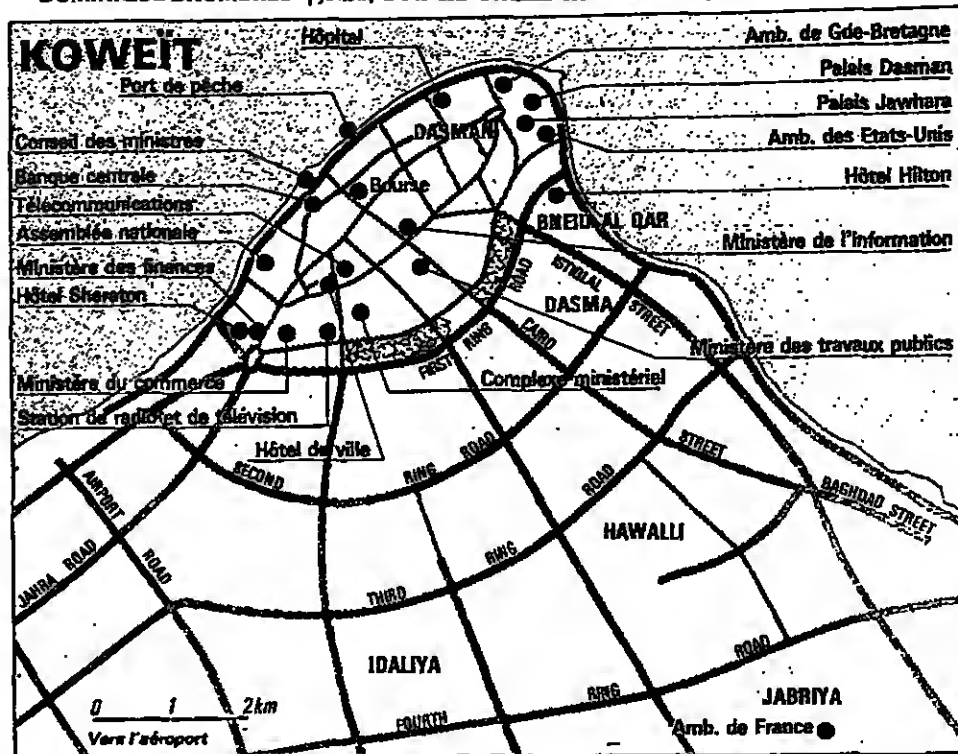 KOWEÏT
Hôpital
Port de pêche
Conseil des ministres
Banque centrale
Télécommunications
Assemblée nationale
Ministère des finances
Hôtel Shératon
Ministère du commerce
Station de radio et de télévision
Hôtel de ville
Complexe ministériel
Amb. de Gde-Bretagne
Palais Dasman
Palais Jawhara
Amb. des Etats-Unis
Hôtel Hilton
Ministère de l'information
Ministère des travaux publics
DASMAN
Bourse
BNEID AL QAR
DASMA
ISTIQLAL STREET
CAIRO STREET
FIRST RING ROAD
SECOND RING ROAD
THIRD RING ROAD
FOURTH RING ROAD
BAGHDAD STREET
HAWALLI
JAHRA ROAD
AIRPORT ROAD
IDALIYA
JABRIYA
Amb. de France
0 1 2km
Vers l'aéroport